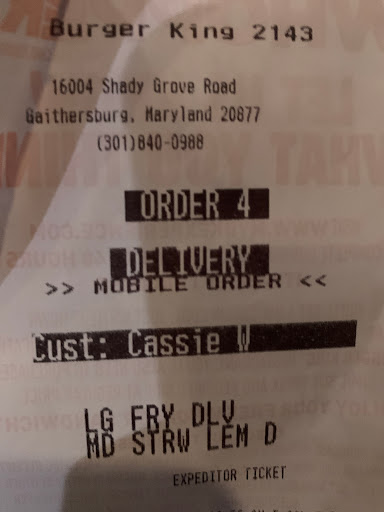 Burger King 2143
16004 Shady Grove Road
Gaithersburg, Maryland 20877
(301)840-0988
ORDER 4
DELIVERY
>> MOBILE ORDER <<
Cust: Cassie W
LG FRY DLV
MD STRW LEM D
EXPEDITOR TICKET